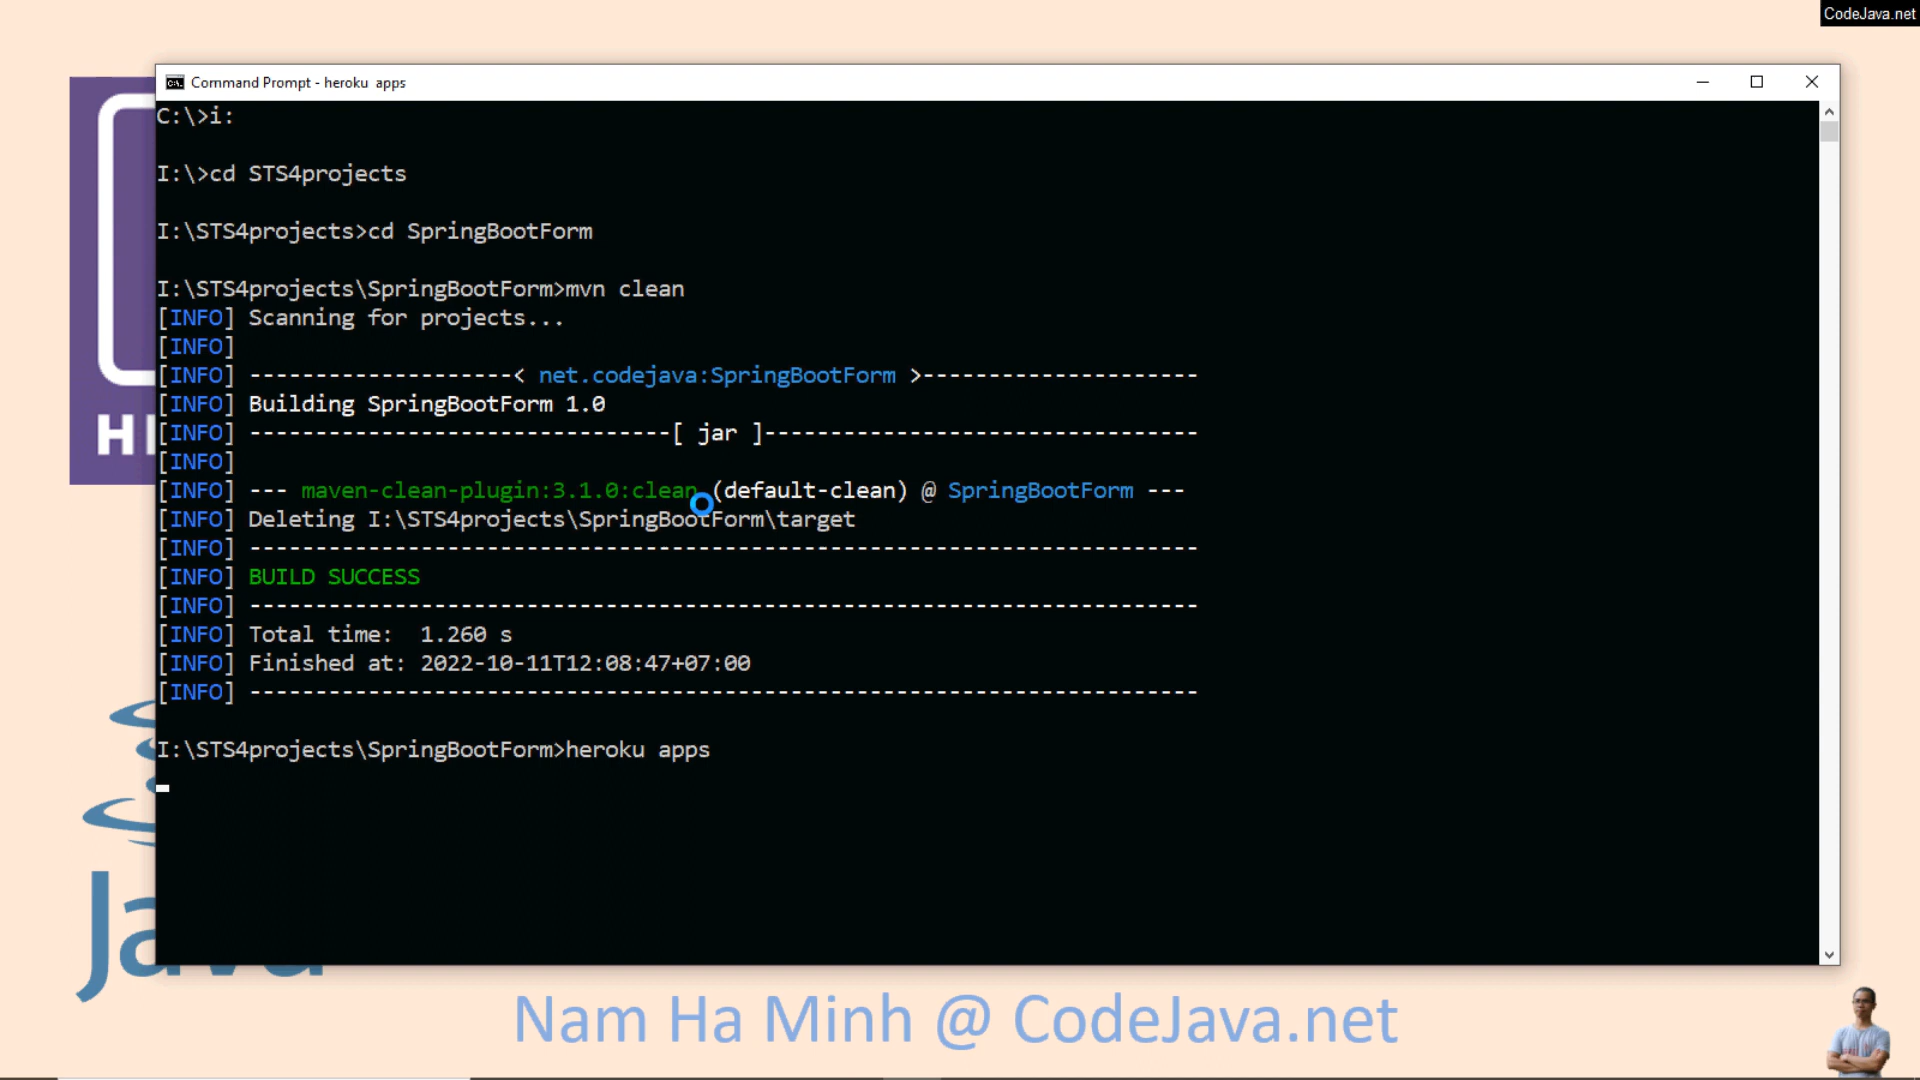 CodeJava.net
Command Prompt - heroku apps
C:\>i:
I:\>cd STS4projects
I:\STS4projects>cd SpringBootForm
I:\STS4projects\SpringBootForm>mvn clean
[INFO] Scanning for projects...
[INFO]
[INFO] --------------------< net.codejava:SpringBootForm >---------------------
[INFO] Building SpringBootForm 1.0
[INFO] --------------------------------[ jar ]---------------------------------
[INFO]
[INFO] --- maven-clean-plugin:3.1.0:clean (default-clean) @ SpringBootForm ---
[INFO] Deleting I:\STS4projects\SpringBootForm\target
[INFO] ------------------------------------------------------------------------
[INFO] BUILD SUCCESS
[INFO] ------------------------------------------------------------------------
[INFO] Total time:  1.260 s
[INFO] Finished at: 2022-10-11T12:08:47+07:00
[INFO] ------------------------------------------------------------------------
I:\STS4projects\SpringBootForm>heroku apps
Nam Ha Minh @ CodeJava.net